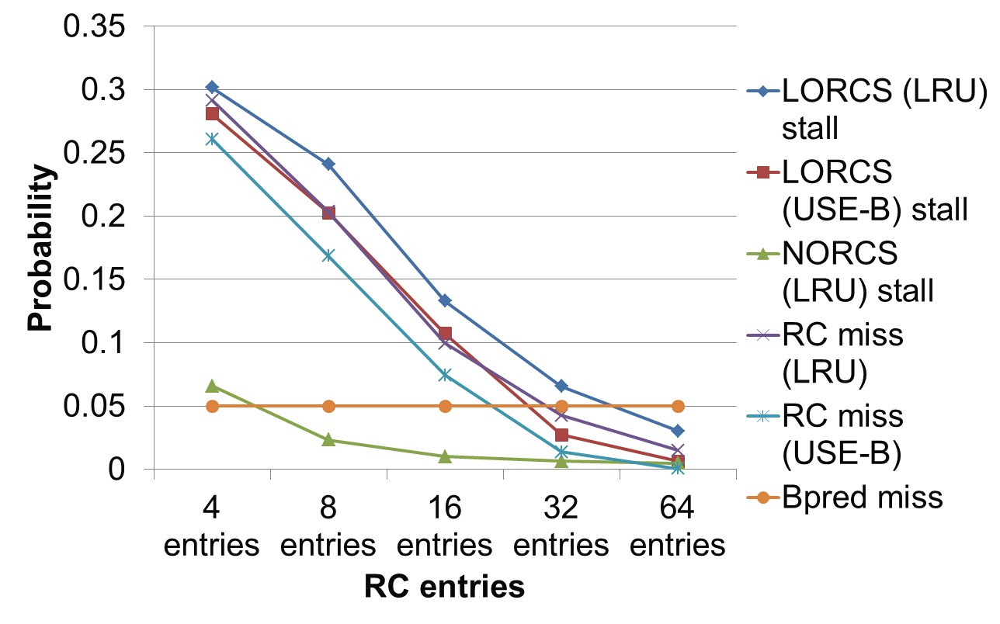 0.35
0.3
0.25
0.2
0.15
0.1
0.05
0
Probability
4
entries
8
entries
16
entries
32
entries
64
entries
RC entries
LORCS (LRU)
stall
LORCS
(USE-B) stall
NORCS
(LRU) stall
RC miss
(LRU)
RC miss
(USE-B)
Bpred miss